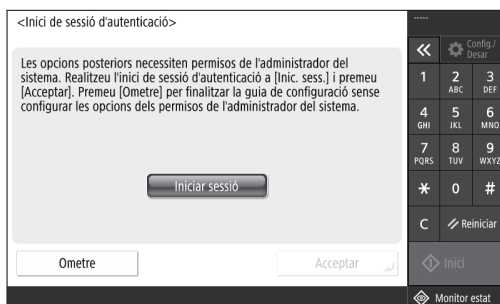 <Inici de sessió d'autenticació>
Les opcions posteriors necessiten permisos de l'administrador del
sistema. Realitzeu l'inici de sessió d'autenticació a [Inic. sess.] i premeu
[Acceptar]. Premeu [Ometre] per finalitzar la guia de configuració sense
configurar les opcions dels permisos de l'administrador del sistema.
Iniciar sessió
Ometre
Acceptar
-----
Config./
Desar
1
2
ABC
3
DEF
4
GHI
5
JKL
6
MNO
7
PQRS
8
TUV
9
WXYZ
*
0
#
C
Reiniciar
Inici
Monitor estat